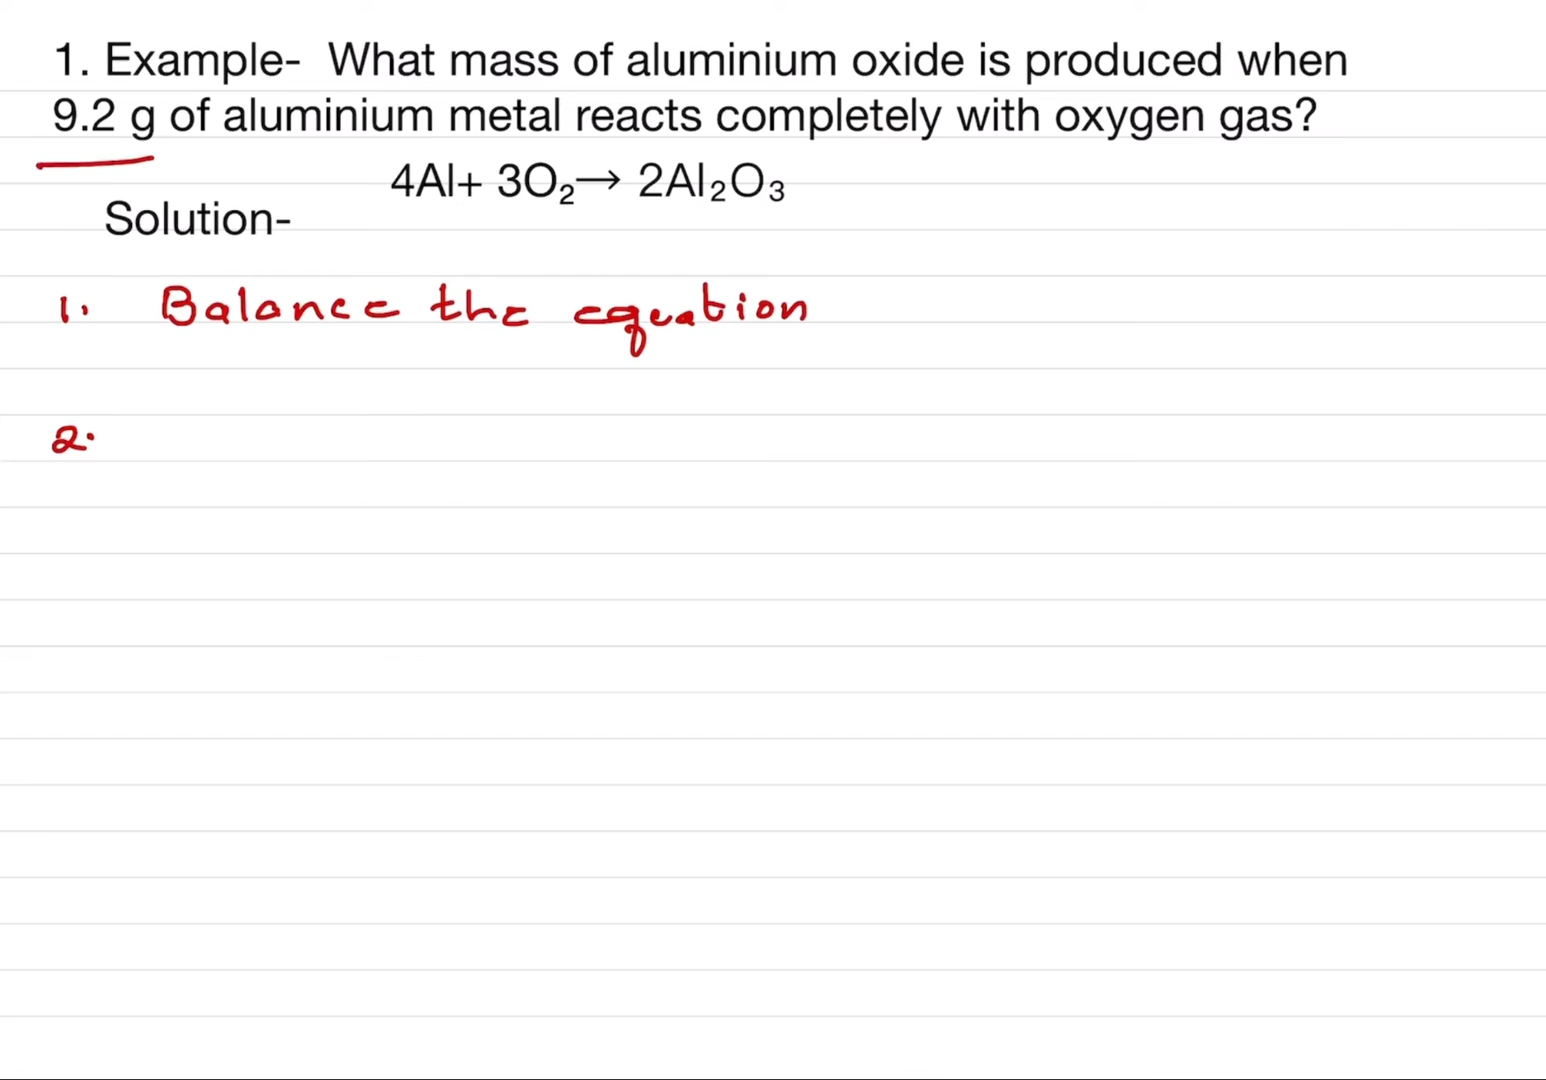 1. Example-  What mass of aluminium oxide is produced when
9.2 g of aluminium metal reacts completely with oxygen gas?
4Al+ 3O₂→ 2Al₂O₃
Solution-
1. Balance the equation
2.